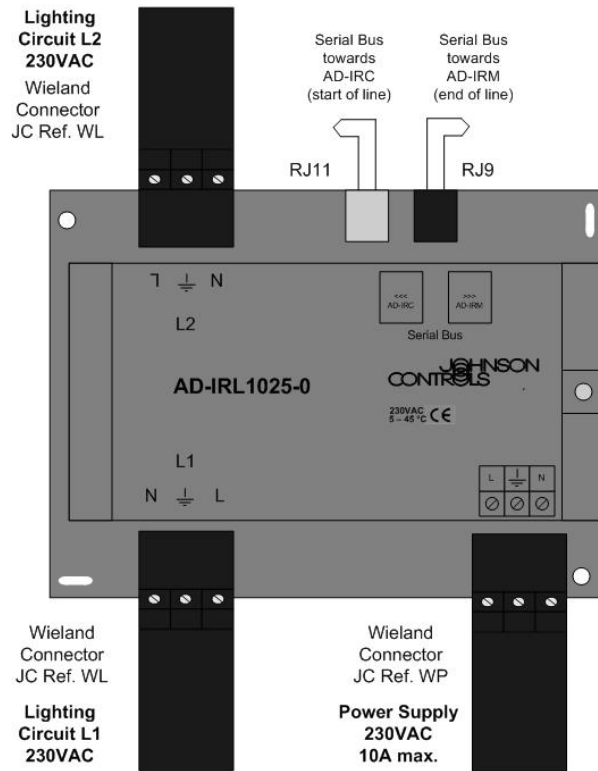 Lighting
Circuit L2
230VAC
Wieland
Connector
JC Ref. WL
Serial Bus
towards
AD-IRC
(start of line)
Serial Bus
towards
AD-IRM
(end of line)
RJ11
RJ9
L N
L2
<<<
AD-IRC
>>>
AD-IRM
Serial Bus
AD-IRL1025-0
JOHNSON
CONTROLS
230VAC
5 – 45 °C CE
L1
N L
L N
Wieland
Connector
JC Ref. WL
Lighting
Circuit L1
230VAC
Wieland
Connector
JC Ref. WP
Power Supply
230VAC
10A max.